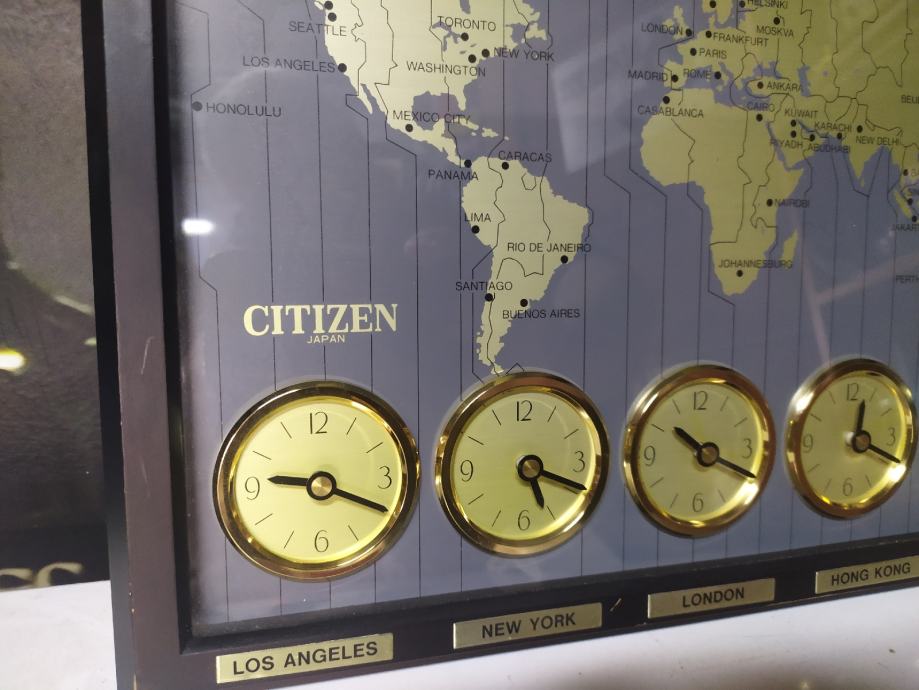 HELSINKI
SEATTLE
TORONTO
LONDON
MOSKVA
FRANKFURT
NEW YORK
PARIS
LOS ANGELES
WASHINGTON
MADRID
ROME
ANKARA
HONOLULU
CASABLANCA
CAIRO
KUWAIT
MEXICO CITY
KARACHI
NEW DELHI
RIYADH
ABUDHABI
CARACAS
PANAMA
NAIROBI
LIMA
RIO DE JANEIRO
JOHANNESBURG
SANTIAGO
BUENOS AIRES
CITIZEN
JAPAN
12
3
6
9
12
3
6
9
12
3
6
9
12
3
6
9
LOS ANGELES
NEW YORK
LONDON
HONG KONG